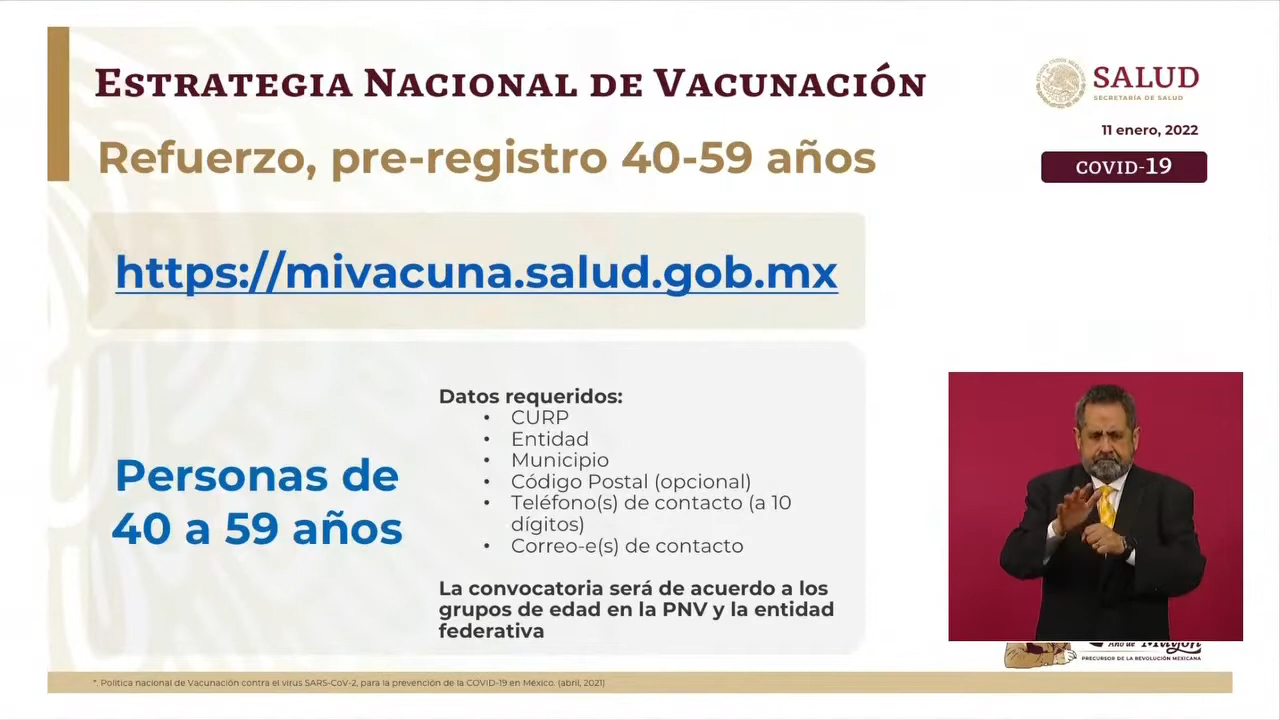 ESTRATEGIA NACIONAL DE VACUNACIÓN
SALUD
SECRETARÍA DE SALUD
11 enero, 2022
COVID-19
Refuerzo, pre-registro 40-59 años
https://mivacuna.salud.gob.mx
Personas de
40 a 59 años
Datos requeridos:
• CURP
• Entidad
• Municipio
• Código Postal (opcional)
• Teléfono(s) de contacto (a 10
dígitos)
• Correo-e(s) de contacto
La convocatoria será de acuerdo a los
grupos de edad en la PNV y la entidad
federativa
Año de Magón
PRECURSOR DE LA REVOLUCIÓN MEXICANA
*. Política nacional de Vacunación contra el virus SARS-CoV-2, para la prevención de la COVID-19 en México. (abril, 2021)